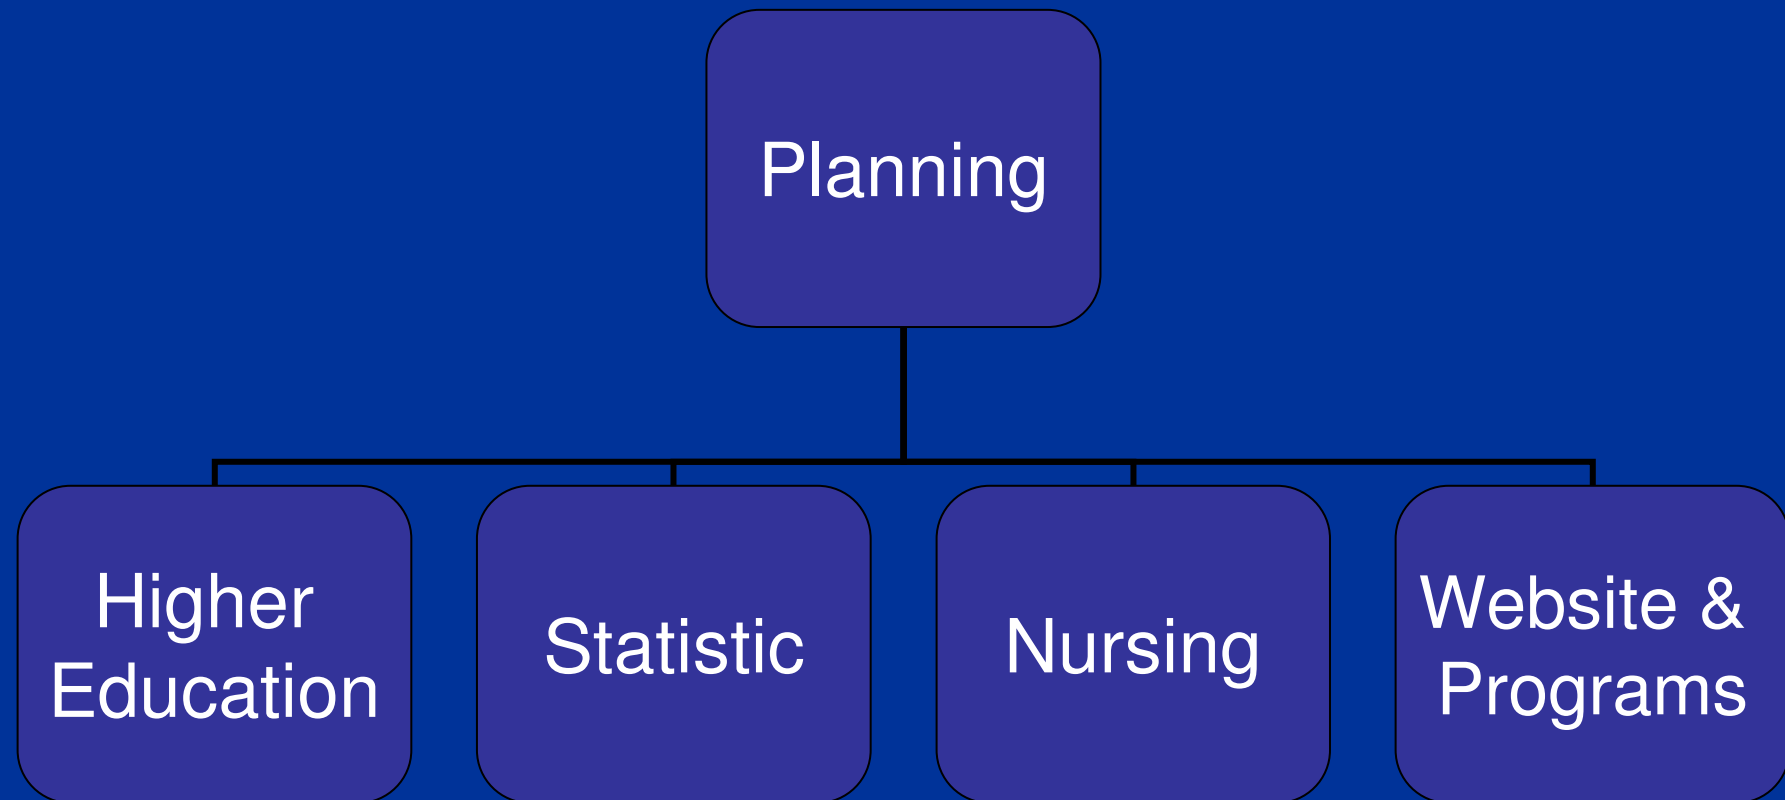 Planning
Higher
Education
Statistic
Nursing
Website &
Programs